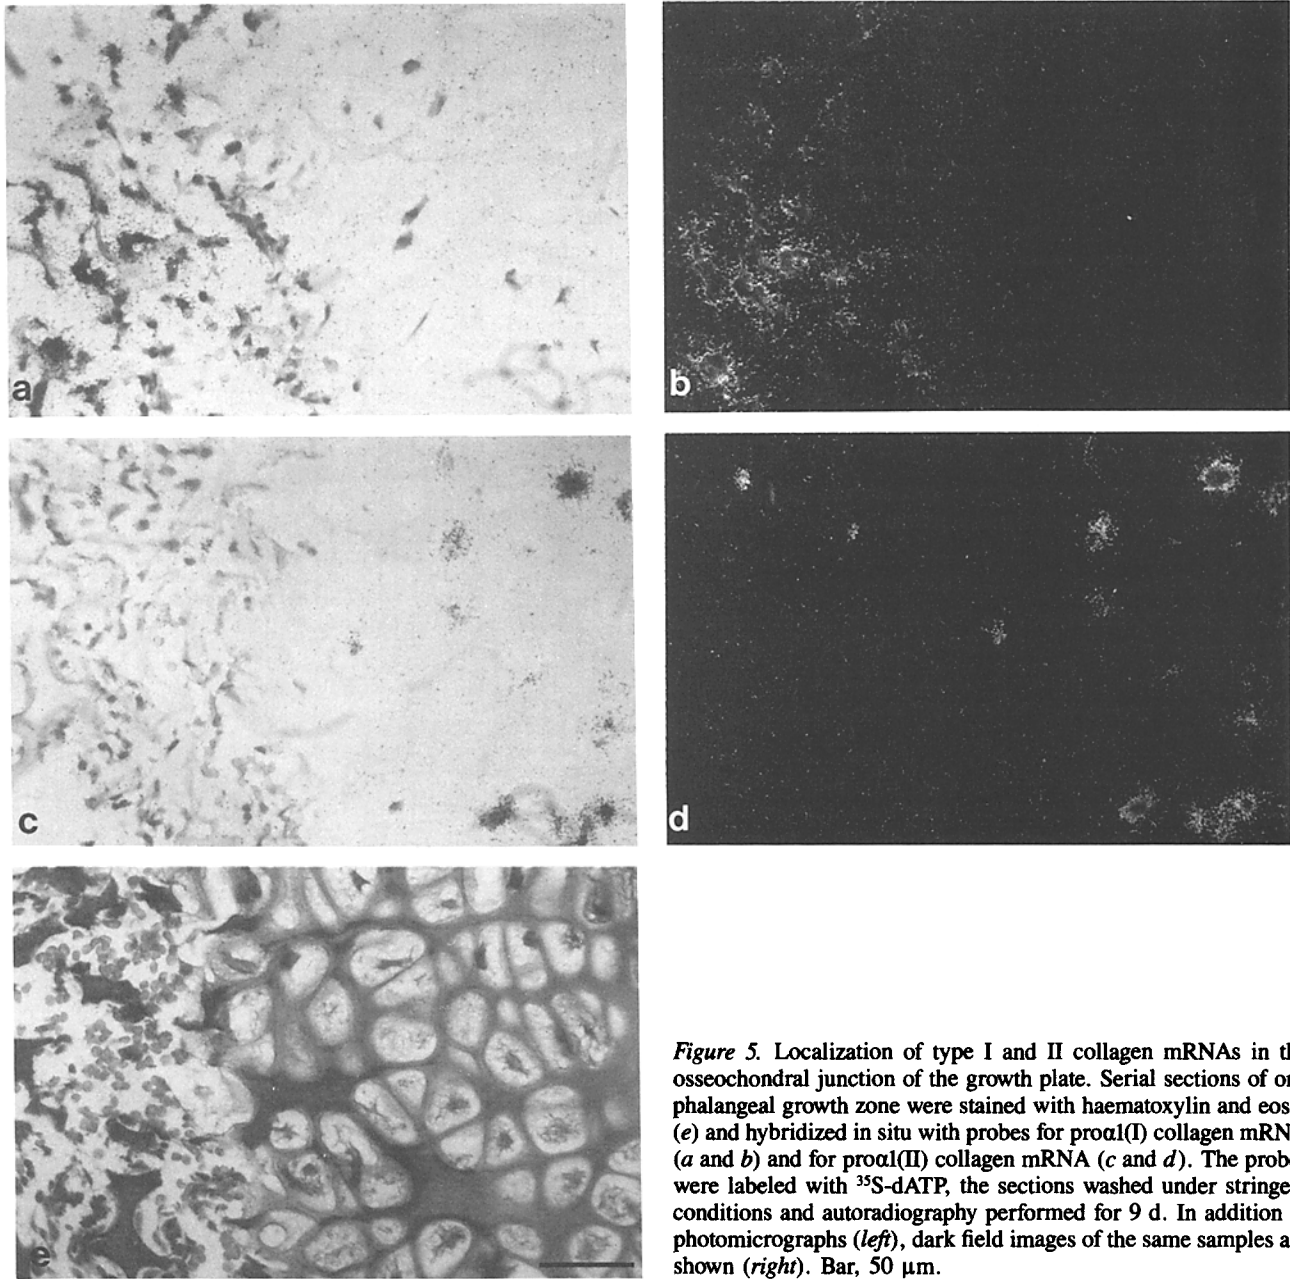 a
b
c
d
e
Figure 5. Localization of type I and II collagen mRNAs in th
osseochondral junction of the growth plate. Serial sections of o
phalangeal growth zone were stained with haematoxylin and eos
(e) and hybridized in situ with probes for proα1(I) collagen mRN
(a and b) and for proα1(II) collagen mRNA (c and d). The prob
were labeled with ³⁵S-dATP, the sections washed under stringe
conditions and autoradiography performed for 9 d. In addition
photomicrographs (left), dark field images of the same samples a
shown (right). Bar, 50 μm.